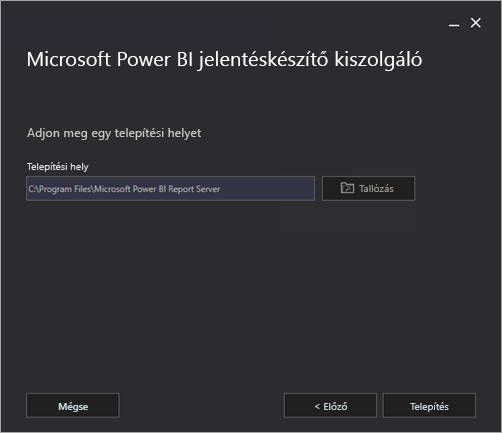 Microsoft Power BI jelentéskészítő kiszolgáló
Adjon meg egy telepítési helyet
Telepítési hely
C:\Program Files\Microsoft Power BI Report Server
Tallózás
Mégse
< Előző
Telepítés